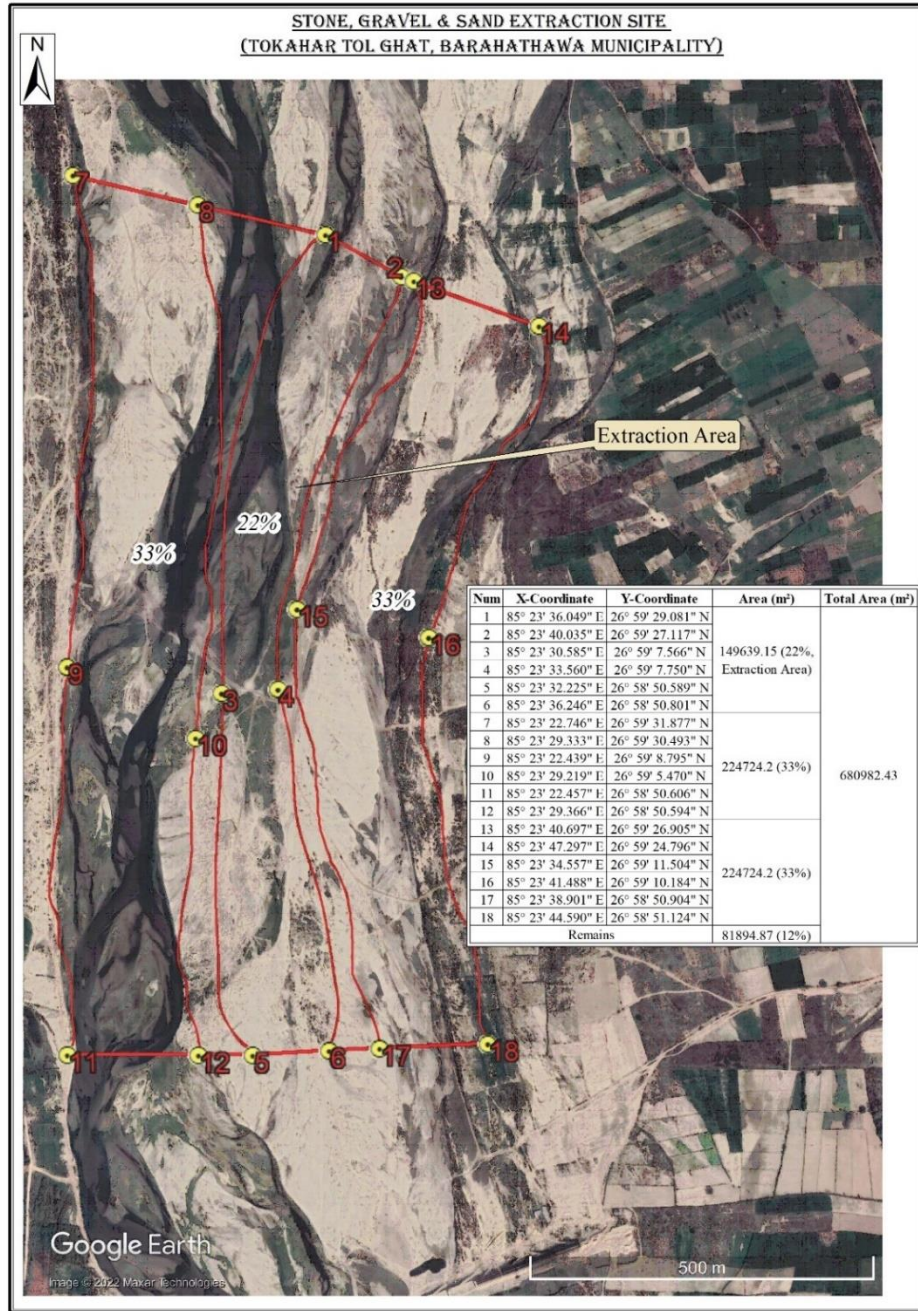 STONE, GRAVEL & SAND EXTRACTION SITE
(TOKAHAR TOL GHAT, BARAHATHAWA MUNICIPALITY)
N
7
8
1
2
13
14
Extraction Area
22%
33%
33%
15
16
9
3
4
10
11
12
5
6
17
18
Num X-Coordinate Y-Coordinate Area (m²) Total Area (m²)
1 85° 23' 36.049" E 26° 59' 29.081" N
2 85° 23' 40.035" E 26° 59' 27.117" N
3 85° 23' 30.585" E 26° 59' 7.566" N 149639.15 (22%,
4 85° 23' 33.560" E 26° 59' 7.750" N Extraction Area)
5 85° 23' 32.225" E 26° 58' 50.589" N
6 85° 23' 36.246" E 26° 58' 50.801" N
7 85° 23' 22.746" E 26° 59' 31.877" N
8 85° 23' 29.333" E 26° 59' 30.493" N
9 85° 23' 22.439" E 26° 59' 8.795" N
10 85° 23' 29.219" E 26° 59' 5.470" N 224724.2 (33%) 680982.43
11 85° 23' 22.457" E 26° 58' 50.606" N
12 85° 23' 29.366" E 26° 58' 50.594" N
13 85° 23' 40.697" E 26° 59' 26.905" N
14 85° 23' 47.297" E 26° 59' 24.796" N
15 85° 23' 34.557" E 26° 59' 11.504" N
16 85° 23' 41.488" E 26° 59' 10.184" N 224724.2 (33%)
17 85° 23' 38.901" E 26° 58' 50.904" N
18 85° 23' 44.590" E 26° 58' 51.124" N
Remains 81894.87 (12%)
Google Earth
Image © 2022 Maxar Technologies
500 m